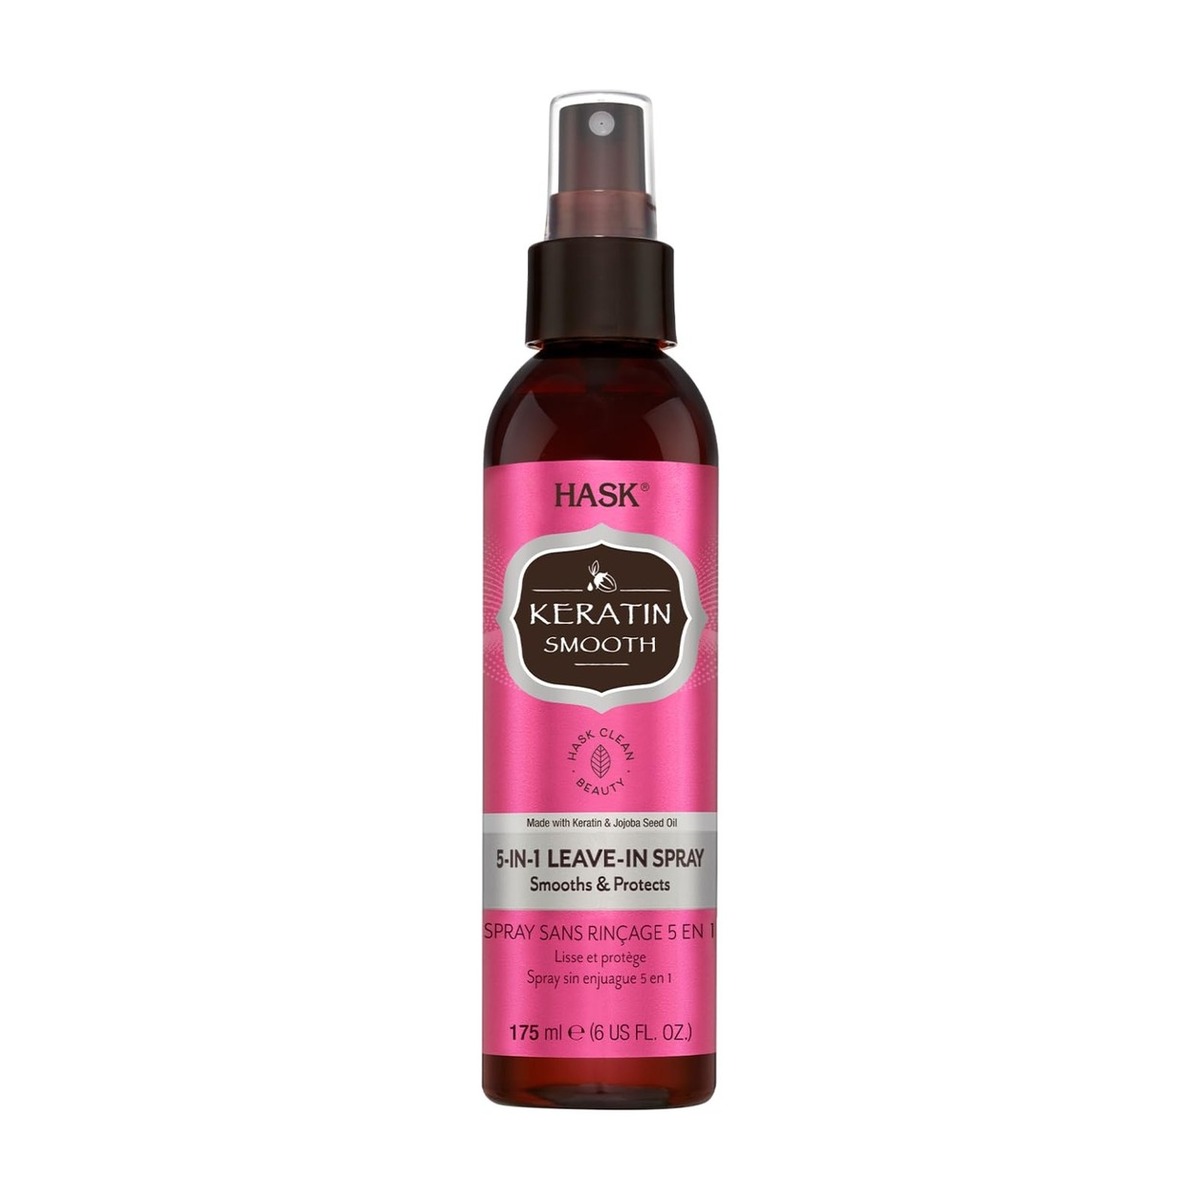 HASK®
KERATIN
SMOOTH
HASK CLEAN
BEAUTY
Made with Keratin & Jojoba Seed Oil
5-IN-1 LEAVE-IN SPRAY
Smooths & Protects
SPRAY SANS RINÇAGE 5 EN 1
Lisse et protège
Spray sin enjuague 5 en 1
175 ml ℮ (6 US FL. OZ.)